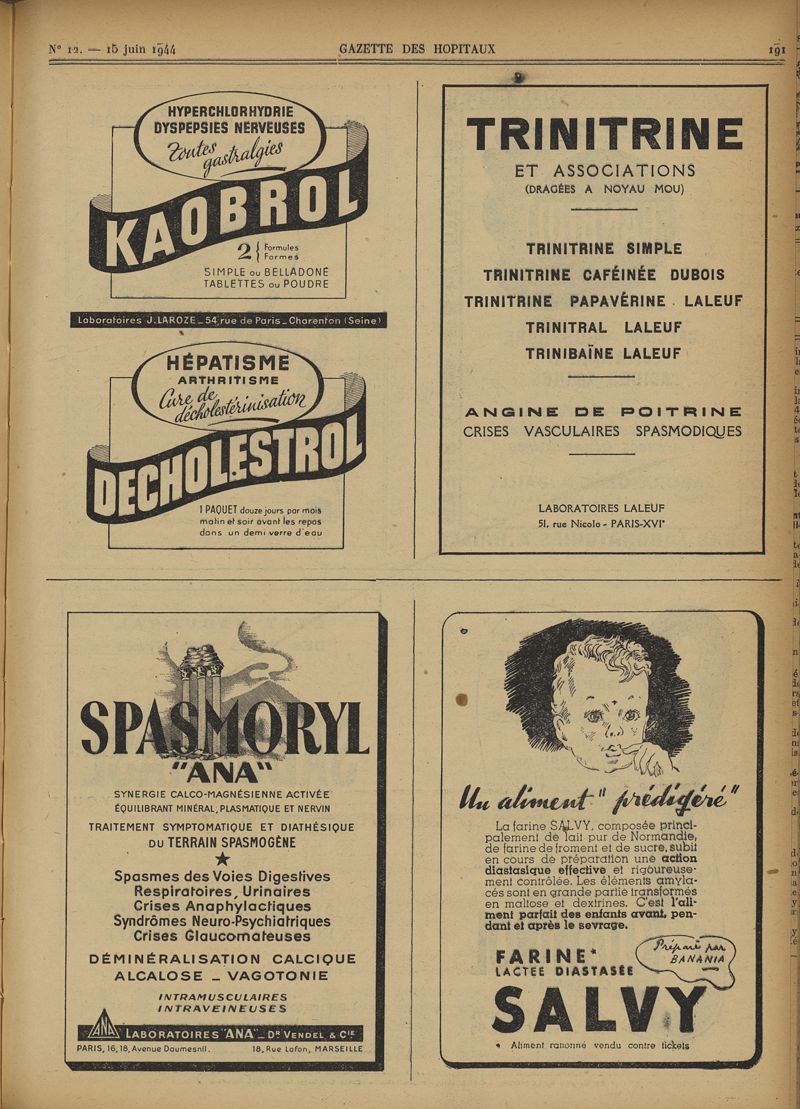 N° 12. — 15 juin 1944
GAZETTE DES HOPITAUX
191
HYPERCHLORHYDRIE
DYSPEPSIES NERVEUSES
Toutes
gastralgies
KAOBROL
2 { Formules
Formes
SIMPLE ou BELLADONÉ
TABLETTES ou POUDRE
Laboratoires J. LAROZE _ 54, rue de Paris _ Charenton (Seine)
HÉPATISME
ARTHRITISME
Cure de
décholestérinisation
DECHOLESTROL
1 PAQUET douze jours par mois
matin et soir avant les repas
dans un demi verre d'eau
TRINITRINE
ET ASSOCIATIONS
(DRAGÉES A NOYAU MOU)
TRINITRINE SIMPLE
TRINITRINE CAFÉINÉE DUBOIS
TRINITRINE PAPAVÉRINE LALEUF
TRINITRAL LALEUF
TRINIBAÏNE LALEUF
ANGINE DE POITRINE
CRISES VASCULAIRES SPASMODIQUES
LABORATOIRES LALEUF
51, rue Nicolo - PARIS-XVIe
SPASMORYL
"ANA"
SYNERGIE CALCO-MAGNÉSIENNE ACTIVÉE
ÉQUILIBRANT MINÉRAL, PLASMATIQUE ET NERVIN
TRAITEMENT SYMPTOMATIQUE ET DIATHÉSIQUE
DU TERRAIN SPASMOGÈNE
Spasmes des Voies Digestives
Respiratoires, Urinaires
Crises Anaphylactiques
Syndrômes Neuro-Psychiatriques
Crises Glaucomateuses
DÉMINÉRALISATION CALCIQUE
ALCALOSE _ VAGOTONIE
INTRAMUSCULAIRES
INTRAVEINEUSES
ANA LABORATOIRES "ANA" _ DR VENDEL & CIE
PARIS, 16, 18, Avenue Daumesnil. 18, Rue Lafon, MARSEILLE
Un aliment "prédigéré"
La farine SALVY, composée princi-
palement de lait pur de Normandie,
de farine de froment et de sucre, subit
en cours de préparation une action
diastasique effective et rigoureuse-
ment contrôlée. Les éléments amyla-
cés sont en grande partie transformés
en maltose et dextrines. C'est l'ali-
ment parfait des enfants avant, pen-
dant et après le sevrage.
FARINE*
LACTÉE DIASTASÉE
Préparé par
BANANIA
SALVY
* Aliment rationné vendu contre tickets